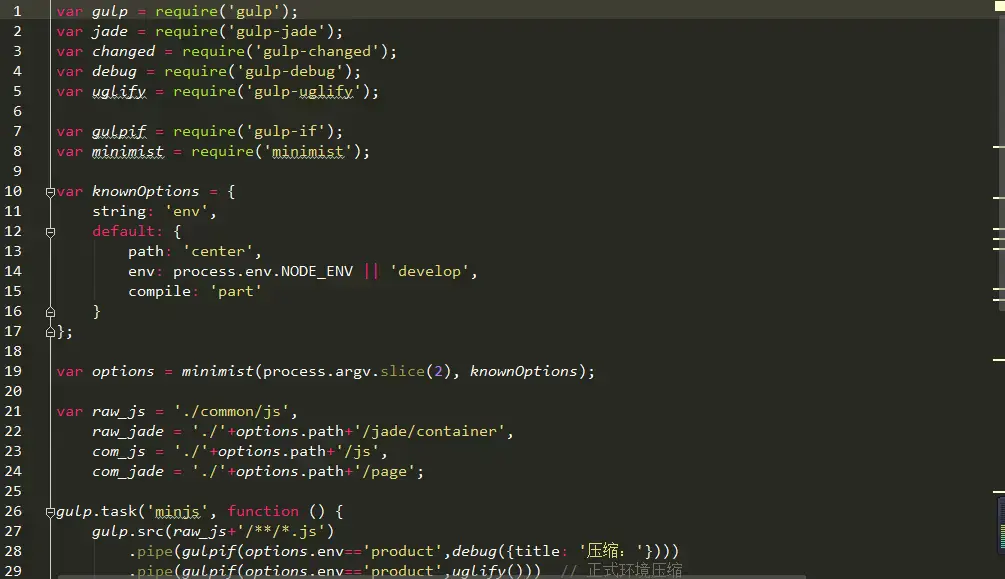 1 var gulp = require('gulp');
2 var jade = require('gulp-jade');
3 var changed = require('gulp-changed');
4 var debug = require('gulp-debug');
5 var uglify = require('gulp-uglify');
6
7 var gulpif = require('gulp-if');
8 var minimist = require('minimist');
9
10 var knownOptions = {
11 string: 'env',
12 default: {
13 path: 'center',
14 env: process.env.NODE_ENV || 'develop',
15 compile: 'part'
16 }
17 };
18
19 var options = minimist(process.argv.slice(2), knownOptions);
20
21 var raw_js = './common/js',
22 raw_jade = './'+options.path+'/jade/container',
23 com_js = './'+options.path+'/js',
24 com_jade = './'+options.path+'/page';
25
26 gulp.task('minjs', function () {
27 gulp.src(raw_js+'/**/*.js')
28 .pipe(gulpif(options.env=='product',debug({title: '压缩：'})))
29 .pipe(gulpif(options.env=='product',uglify())) // 正式环境压缩